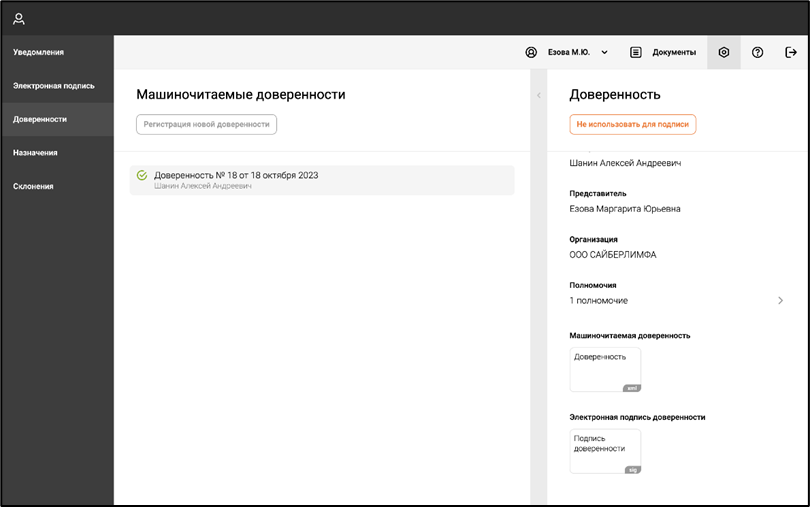 Уведомления
Электронная подпись
Доверенности
Назначения
Склонения
Езова М.Ю.
Документы
Машиночитаемые доверенности
Регистрация новой доверенности
Доверенность № 18 от 18 октября 2023
Шанин Алексей Андреевич
Доверенность
Не использовать для подписи
Шанин Алексей Андреевич
Представитель
Езова Маргарита Юрьевна
Организация
ООО САЙБЕРЛИМФА
Полномочия
1 полномочие
Машиночитаемая доверенность
Доверенность
xml
Электронная подпись доверенности
Подпись
доверенности
sig